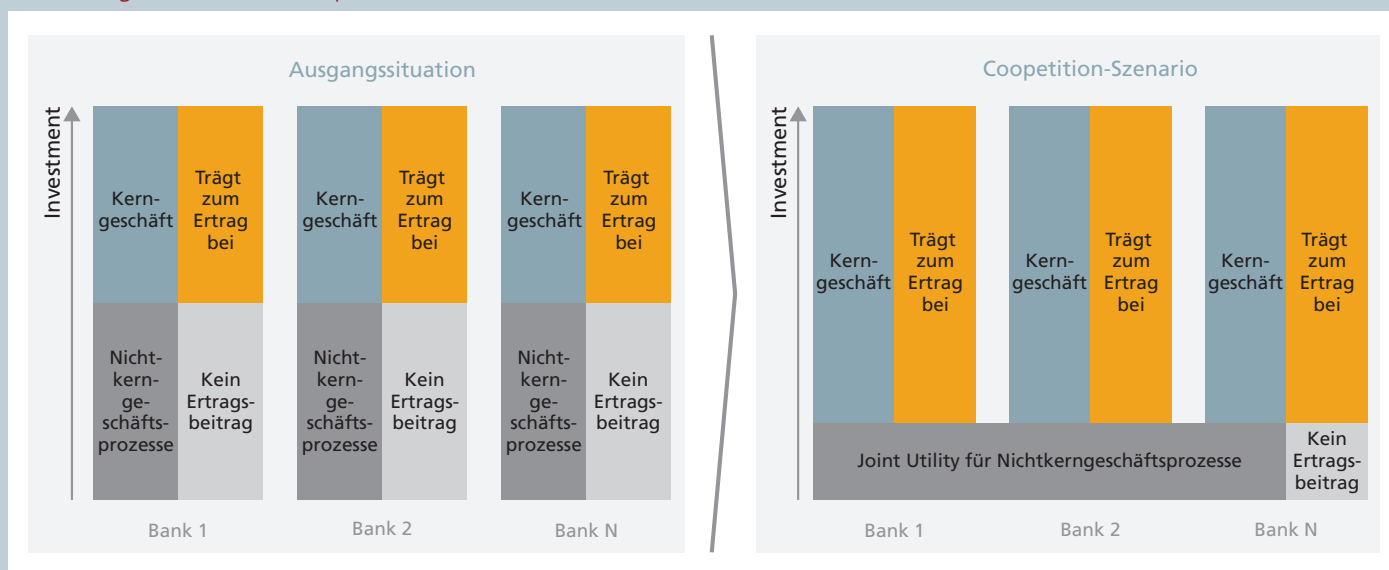 Ausgangssituation
Investment
Kern-
geschäft
Trägt
zum
Ertrag
bei
Nicht-
kern-
ge-
schäfts-
prozesse
Kein
Ertrags-
beitrag
Bank 1
Kern-
geschäft
Trägt
zum
Ertrag
bei
Nicht-
kern-
ge-
schäfts-
prozesse
Kein
Ertrags-
beitrag
Bank 2
Kern-
geschäft
Trägt
zum
Ertrag
bei
Nicht-
kern-
ge-
schäfts-
prozesse
Kein
Ertrags-
beitrag
Bank N
Coopetition-Szenario
Investment
Kern-
geschäft
Trägt
zum
Ertrag
bei
Kern-
geschäft
Trägt
zum
Ertrag
bei
Kern-
geschäft
Trägt
zum
Ertrag
bei
Joint Utility für Nichtkerngeschäftsprozesse
Kein
Ertrags-
beitrag
Bank 1
Bank 2
Bank N